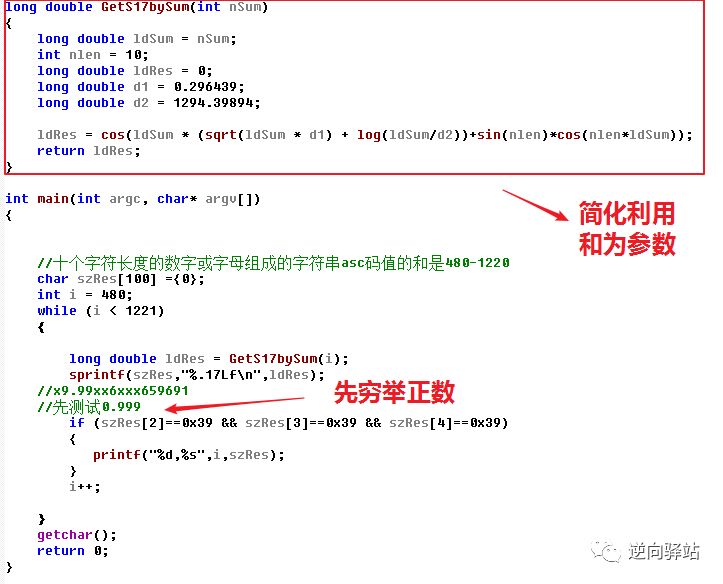 long double GetS17bySum(int nSum)
{
long double ldSum = nSum;
int nlen = 10;
long double ldRes = 0;
long double d1 = 0.296439;
long double d2 = 1294.39894;
ldRes = cos(ldSum * (sqrt(ldSum * d1) + log(ldSum/d2))+sin(nlen)*cos(nlen*ldSum));
return ldRes;
}
int main(int argc, char* argv[])
{
简化利用
和为参数
//十个字符长度的数字或字母组成的字符串asc码值的和是480-1220
char szRes[100] ={0};
int i = 480;
while (i < 1221)
{
long double ldRes = GetS17bySum(i);
sprintf(szRes,"%.17Lf\n",ldRes);
//x9.99xx6xxx659691
//先测试0.999
先穷举正数
if (szRes[2]==0x39 && szRes[3]==0x39 && szRes[4]==0x39)
{
printf("%d,%s",i,szRes);
}
i++;
}
getchar();
return 0;
}
逆向驿站